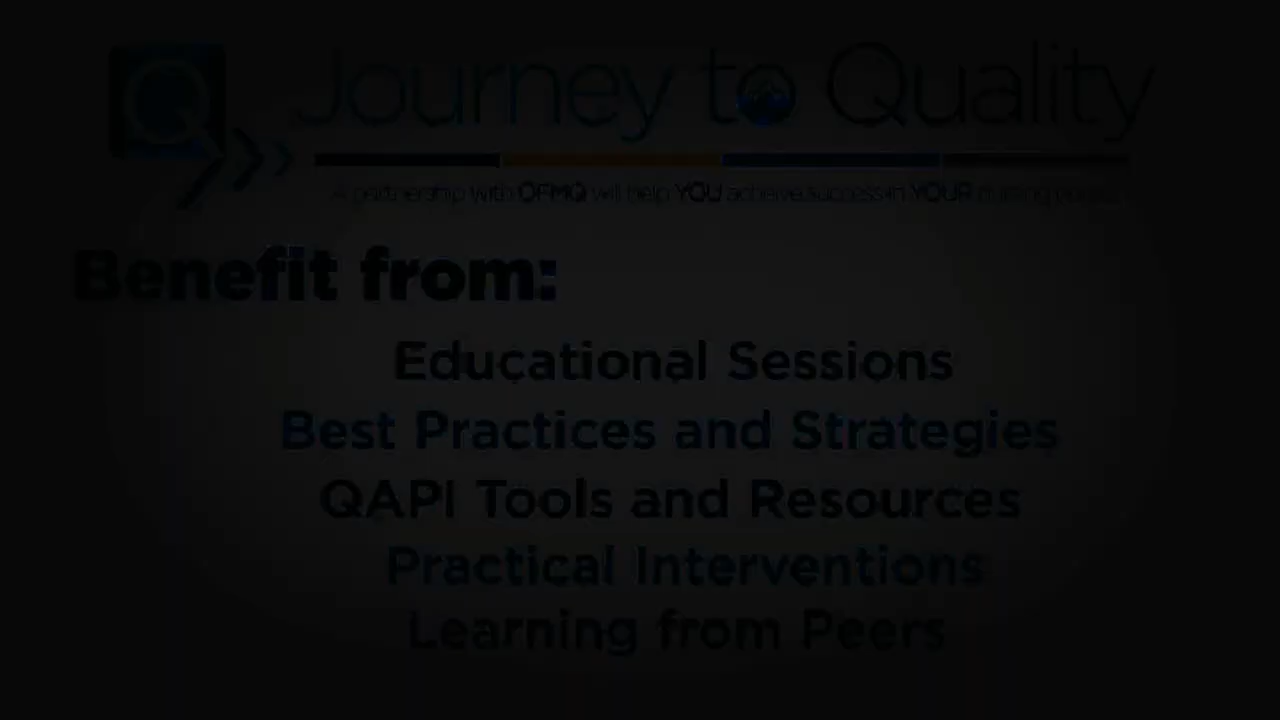 Journey to Quality
A partnership with OFMQ will help YOU achieve success in YOUR nursing
Benefit from:
Educational Sessions
Best Practices and Strategies
QAPI Tools and Resources
Practical Interventions
Learning from Peers